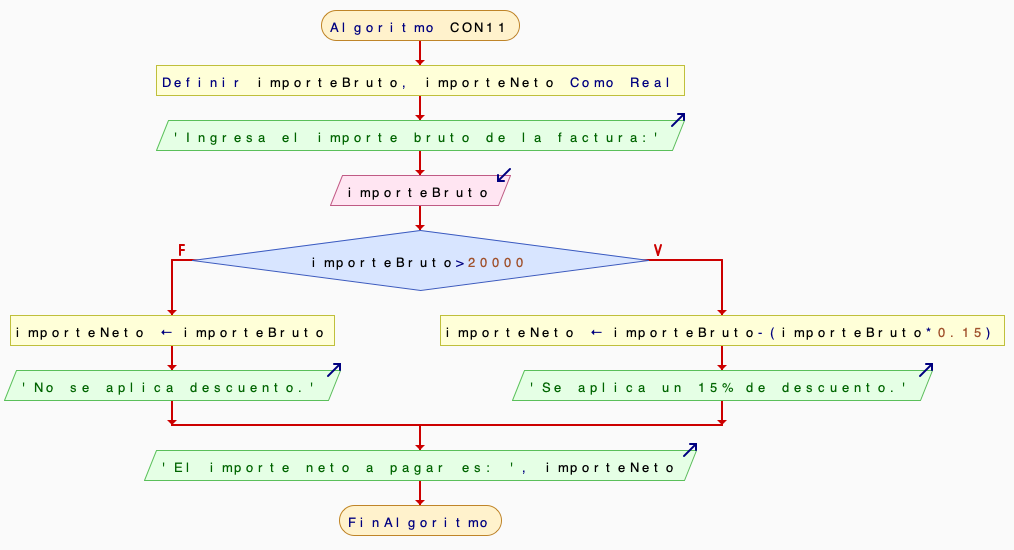 Algoritmo CON11
Definir importeBruto, importeNeto Como Real
'Ingresa el importe bruto de la factura:'
importeBruto
F
V
importeBruto>20000
importeNeto ← importeBruto
importeNeto ← importeBruto-(importeBruto*0.15)
'No se aplica descuento.'
'Se aplica un 15% de descuento.'
'El importe neto a pagar es: ', importeNeto
FinAlgoritmo